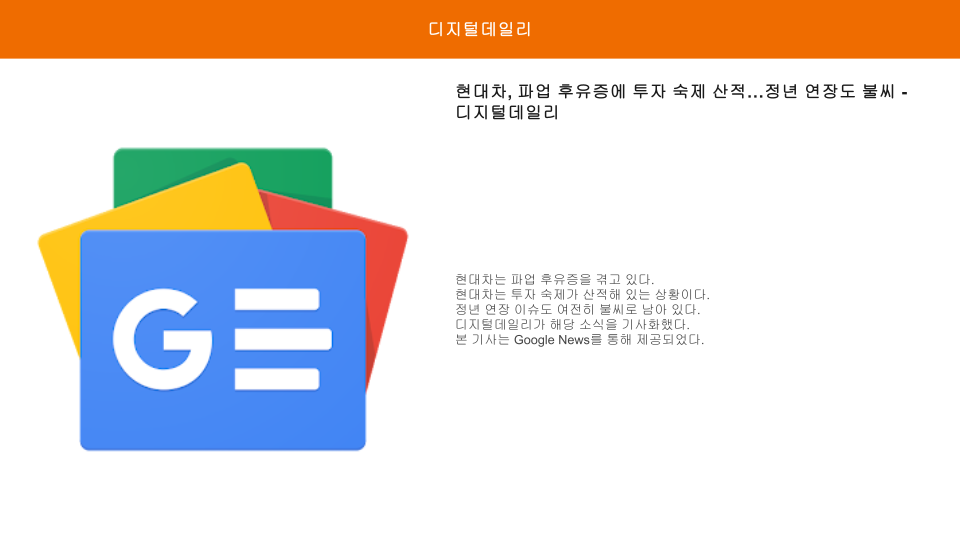 디지털데일리
현대차, 파업 후유증에 투자 숙제 산적...정년 연장도 불씨 -
디지털데일리
현대차는 파업 후유증을 겪고 있다.
현대차는 투자 숙제가 산적해 있는 상황이다.
정년 연장 이슈도 여전히 불씨로 남아 있다.
디지털데일리가 해당 소식을 기사화했다.
본 기사는 Google News를 통해 제공되었다.
G